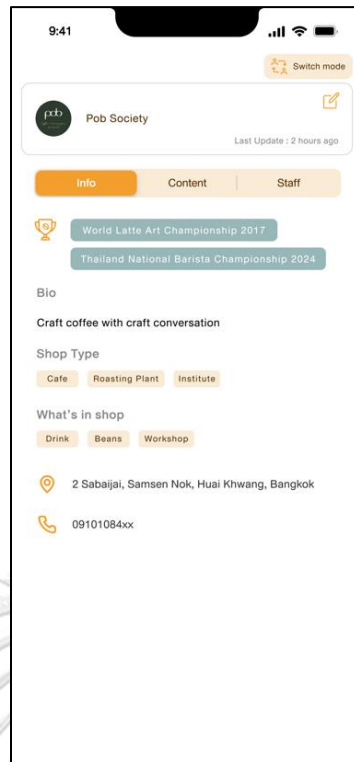 9:41
Switch mode
pob
Pob Society
Last Update : 2 hours ago
Info Content Staff
World Latte Art Championship 2017
Thailand National Barista Championship 2024
Bio
Craft coffee with craft conversation
Shop Type
Cafe Roasting Plant Institute
What's in shop
Drink Beans Workshop
2 Sabaijai, Samsen Nok, Huai Khwang, Bangkok
09101084xx